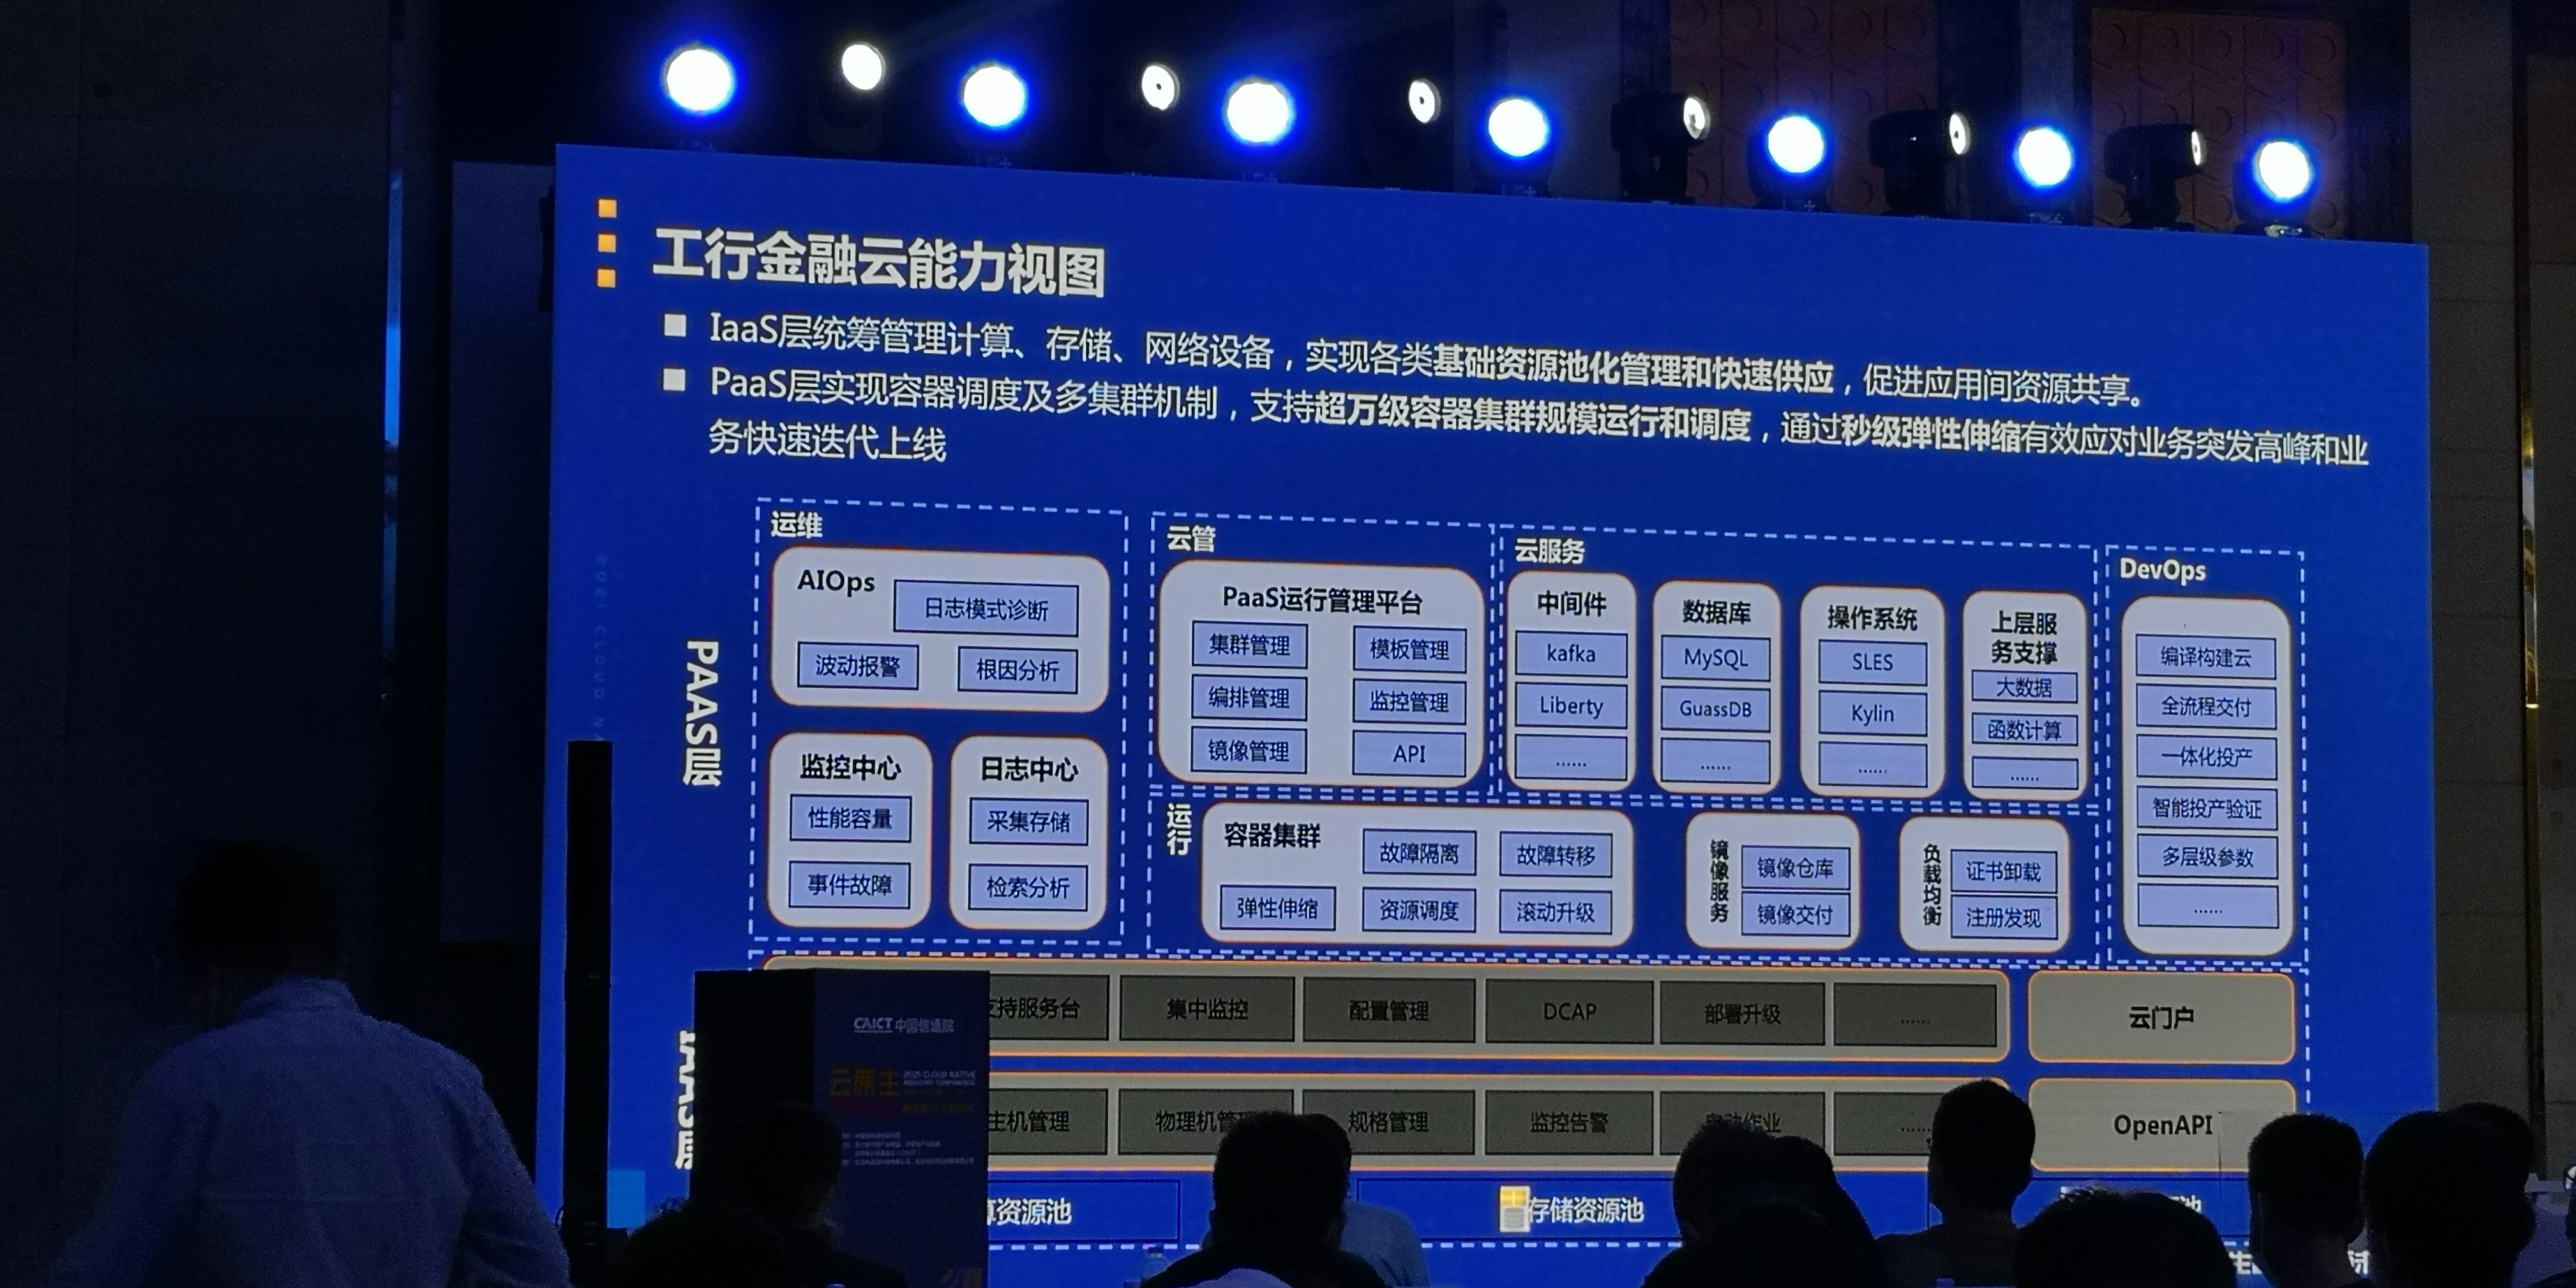 工行金融云能力视图
■ IaaS层统筹管理计算、存储、网络设备，实现各类基础资源池化管理和快速供应，促进应用间资源共享。
■ PaaS层实现容器调度及多集群机制，支持超万级容器集群规模运行和调度，通过秒级弹性伸缩有效应对业务突发高峰和业
务快速迭代上线
PAAS层
运维
AIOps
日志模式诊断
波动报警
根因分析
监控中心
性能容量
事件故障
日志中心
采集存储
检索分析
云管
PaaS运行管理平台
集群管理
模板管理
编排管理
监控管理
镜像管理
API
云服务
中间件
kafka
Liberty
......
数据库
MySQL
GuassDB
......
操作系统
SLES
Kylin
......
上层服
务支撑
大数据
函数计算
......
DevOps
编译构建云
全流程交付
一体化投产
智能投产验证
多层级参数
......
运行
容器集群
故障隔离
故障转移
弹性伸缩
资源调度
滚动升级
镜像服务
镜像仓库
镜像交付
负载均衡
证书卸载
注册发现
支持服务台
集中监控
配置管理
DCAP
部署升级
......
云门户
主机管理
物理机管
规格管理
监控告警
作业
......
OpenAPI
资源池
存储资源池
CAICT 中国信通院
云原生